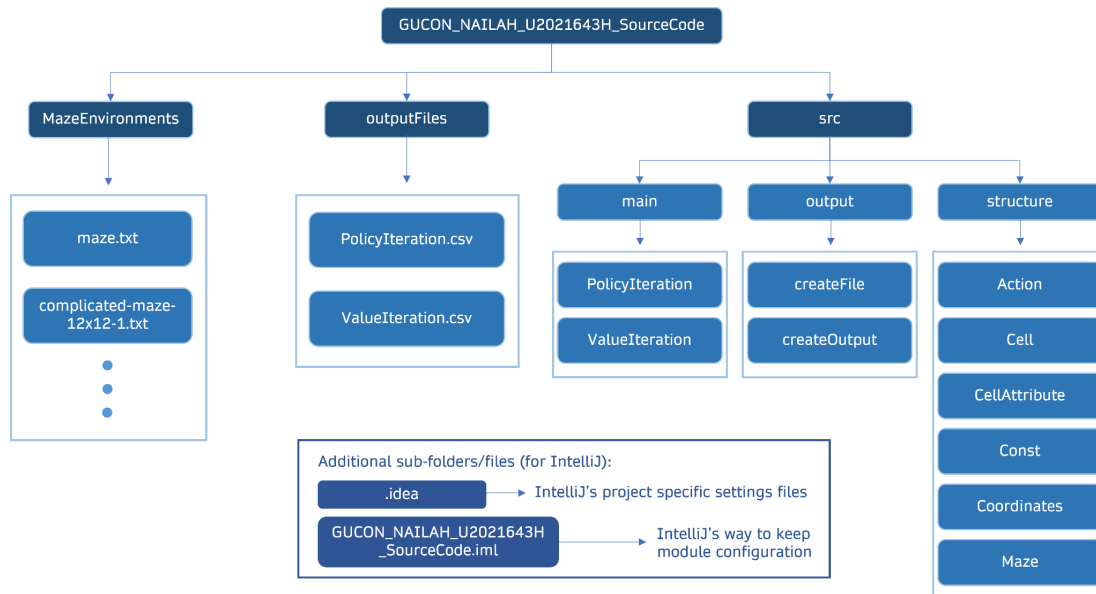 GUCON_NAILAH_U2021643H_SourceCode
MazeEnvironments
outputFiles
src
main
output
structure
maze.txt
complicated-maze-
12x12-1.txt
PolicyIteration.csv
ValueIteration.csv
PolicyIteration
ValueIteration
createFile
createOutput
Action
Cell
CellAttribute
Const
Coordinates
Maze
Additional sub-folders/files (for IntelliJ):
.idea
IntelliJ's project specific settings files
GUCON_NAILAH_U2021643H
_SourceCode.iml
IntelliJ's way to keep
module configuration